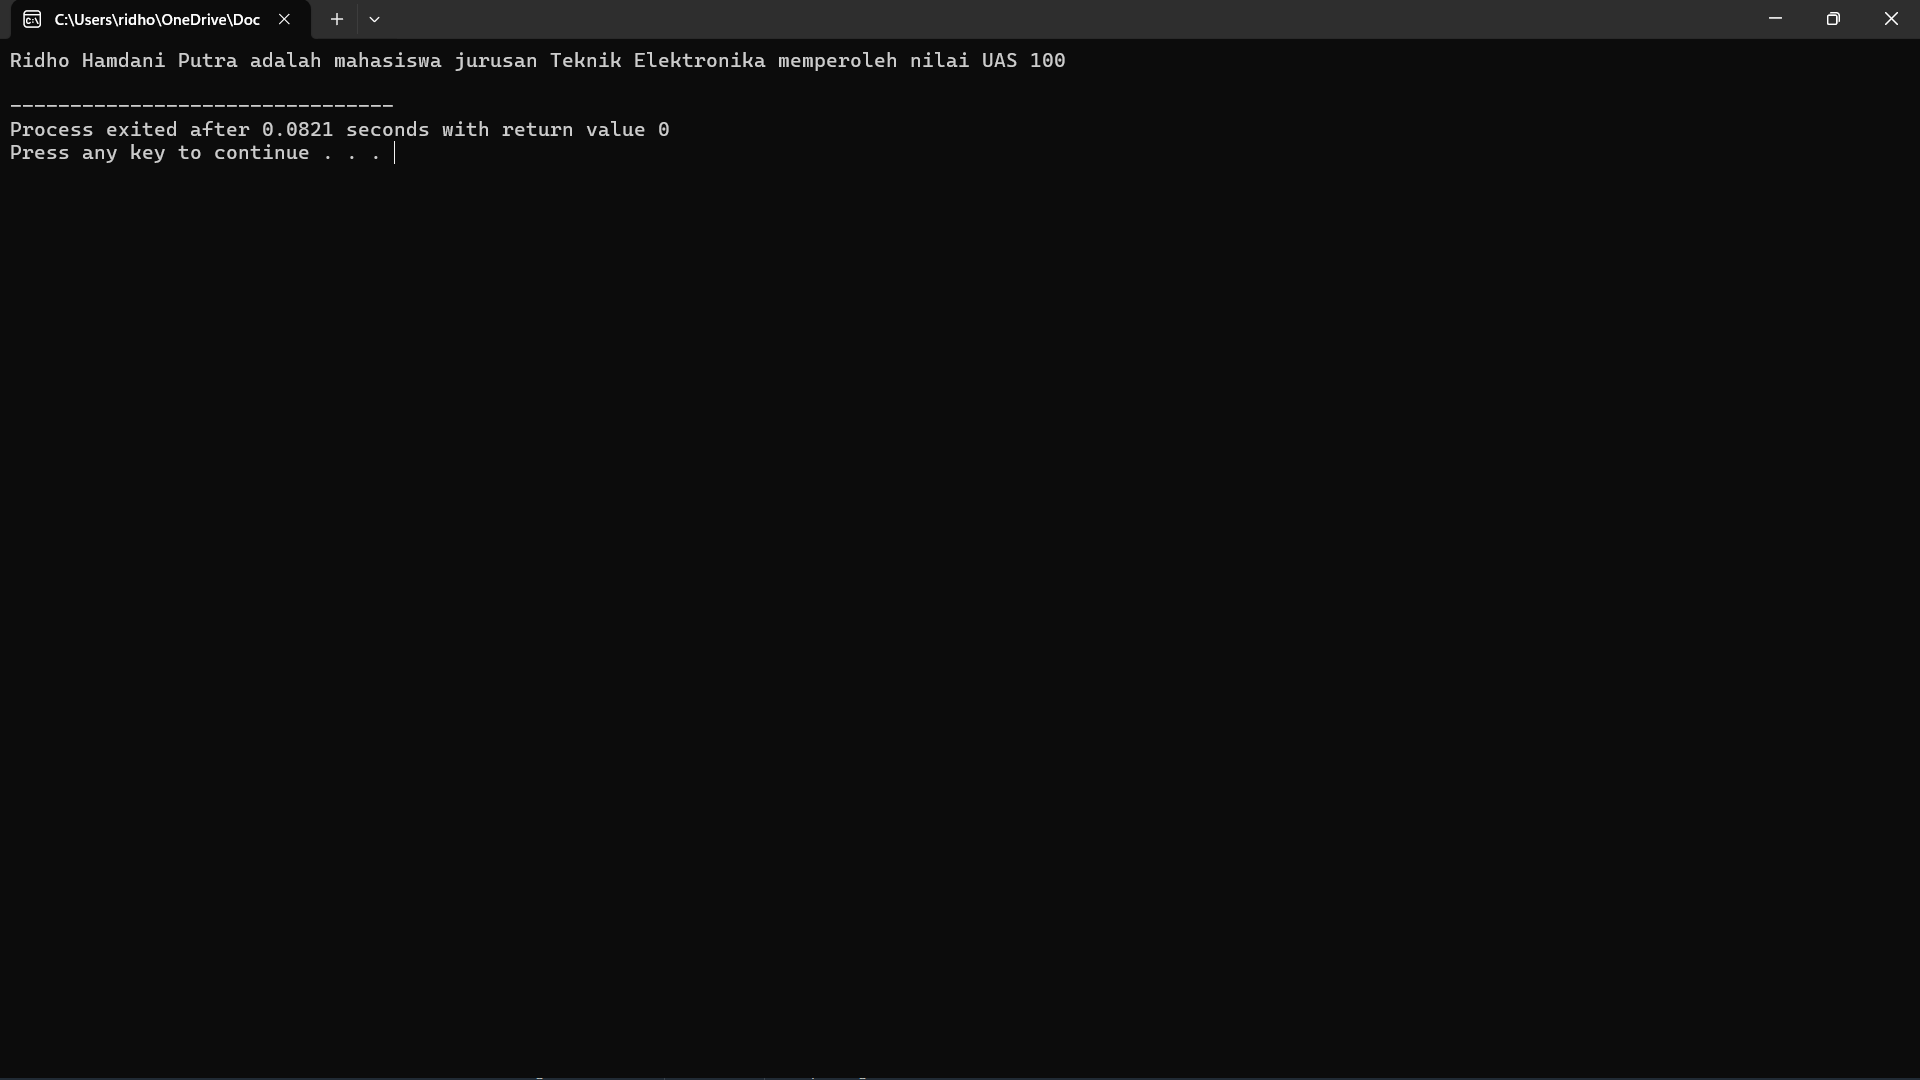 C:\Users\ridho\OneDrive\Doc
Ridho Hamdani Putra adalah mahasiswa jurusan Teknik Elektronika memperoleh nilai UAS 100
--------------------------------
Process exited after 0.0821 seconds with return value 0
Press any key to continue . . .